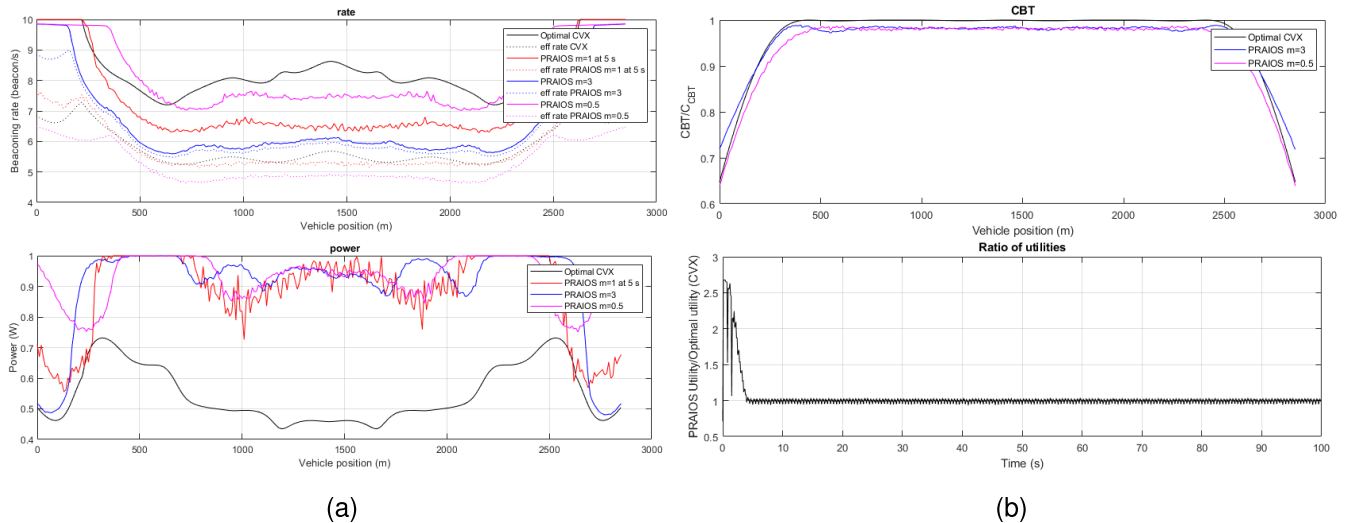 rate
Beaconing rate (beacon/s)
10
9
8
7
6
5
4
0
500
1000
1500
2000
2500
3000
Vehicle position (m)
Optimal CVX
eff rate CVX
PRAIOS m=1 at 5 s
eff rate PRAIOS m=1 at 5 s
PRAIOS m=3
eff rate PRAIOS m=3
PRAIOS m=0.5
eff rate PRAIOS m=0.5
power
Power (W)
1
0.9
0.8
0.7
0.6
0.5
0.4
0
500
1000
1500
2000
2500
3000
Vehicle position (m)
Optimal CVX
PRAIOS m=1 at 5 s
PRAIOS m=3
PRAIOS m=0.5
(a)
CBT
CBT/C_CBT
1
0.9
0.8
0.7
0.6
0
500
1000
1500
2000
2500
3000
Vehicle position (m)
Optimal CVX
PRAIOS m=3
PRAIOS m=0.5
Ratio of utilities
PRAIOS Utility/Optimal utility (CVX)
3
2.5
2
1.5
1
0.5
0
10
20
30
40
50
60
70
80
90
100
Time (s)
(b)